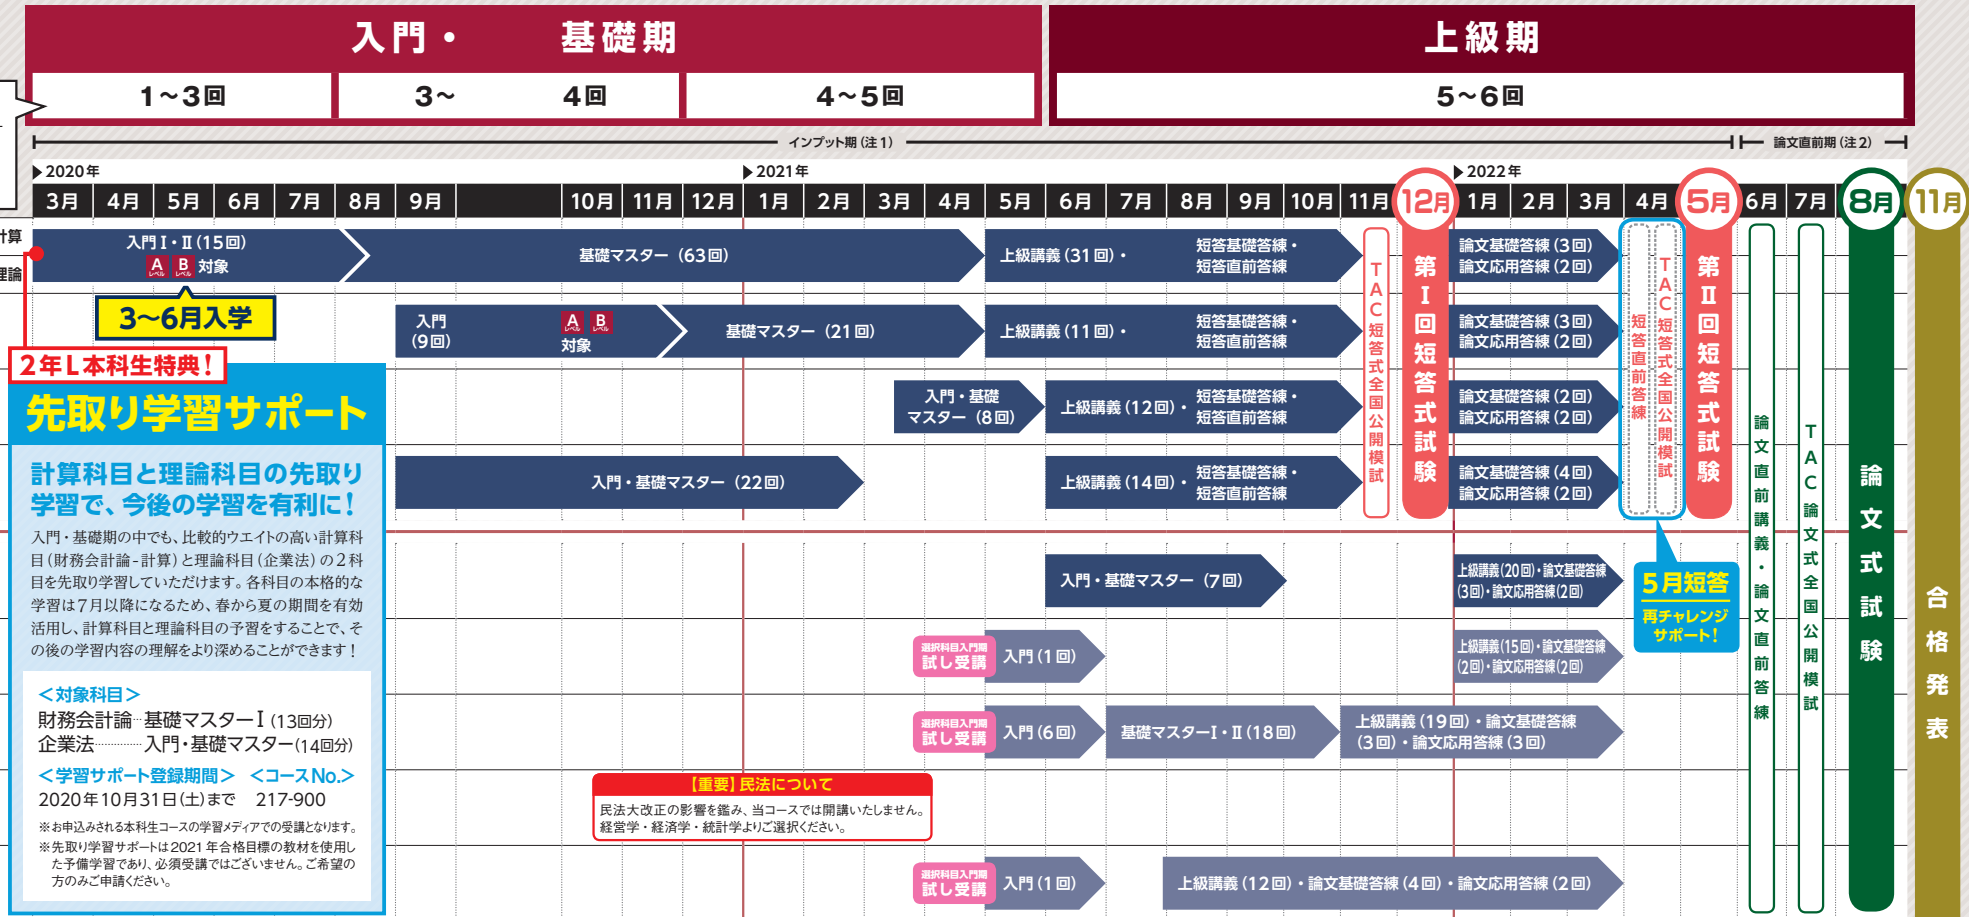 入門・ 基礎期
上級期
1～3回
3～ 4回
4～5回
5～6回
インプット期(注1)
論文直前期(注2)
▶2020年
▶2021年
▶2022年
3月 4月 5月 6月 7月 8月 9月 10月 11月 12月 1月 2月 3月 4月 5月 6月 7月 8月 9月 10月 11月 12月 1月 2月 3月 4月 5月 6月 7月 8月 11月
計算
理論
入門Ⅰ・Ⅱ(15回)
Aレベル Bレベル 対象
基礎マスター (63回)
上級講義(31回)・
短答基礎答練・
短答直前答練
論文基礎答練(3回)
論文応用答練(2回)
3～6月入学
入門
(9回)
Aレベル Bレベル
対象
基礎マスター (21回)
上級講義(11回)・
短答基礎答練・
短答直前答練
論文基礎答練(3回)
論文応用答練(2回)
入門・基礎
マスター (8回)
上級講義(12回)・
短答基礎答練・
短答直前答練
論文基礎答練(2回)
論文応用答練(2回)
入門・基礎マスター (22回)
上級講義(14回)・
短答基礎答練・
短答直前答練
論文基礎答練(4回)
論文応用答練(2回)
TAC短答式全国公開模試
第Ⅰ回短答式試験
短答直前答練
TAC短答式全国公開模試
第Ⅱ回短答式試験
論文直前講義・論文直前答練
TAC論文式全国公開模試
論文式試験
合格発表
入門・基礎マスター (7回)
上級講義(20回)・論文基礎答練
(3回)・論文応用答練(2回)
5月短答
再チャレンジ
サポート!
選択科目入門期
試し受講
入門(1回)
上級講義(15回)・論文基礎答練
(2回)・論文応用答練(2回)
選択科目入門期
試し受講
入門(6回)
基礎マスターⅠ・Ⅱ(18回)
上級講義(19回)・論文基礎答練
(3回)・論文応用答練(3回)
【重要】民法について
民法大改正の影響を鑑み、当コースでは開講いたしません。
経営学・経済学・統計学よりご選択ください。
選択科目入門期
試し受講
入門(1回)
上級講義(12回)・論文基礎答練(4回)・論文応用答練(2回)
2年L本科生特典!
先取り学習サポート
計算科目と理論科目の先取り
学習で、今後の学習を有利に!
入門・基礎期の中でも、比較的ウエイトの高い計算科
目(財務会計論-計算)と理論科目(企業法)の2科
目を先取り学習していただけます。各科目の本格的な
学習は7月以降になるため、春から夏の期間を有効
活用し、計算科目と理論科目の予習をすることで、そ
の後の学習内容の理解をより深めることができます!
＜対象科目＞
財務会計論…基礎マスターⅠ(13回分)
企業法…………入門・基礎マスター(14回分)
＜学習サポート登録期間＞ ＜コースNo.＞
2020年10月31日(土)まで 217-900
※お申込みされる本科生コースの学習メディアでの受講となります。
※先取り学習サポートは2021年合格目標の教材を使用し
た予備学習であり、必須受講ではございません。ご希望の
方のみご申請ください。